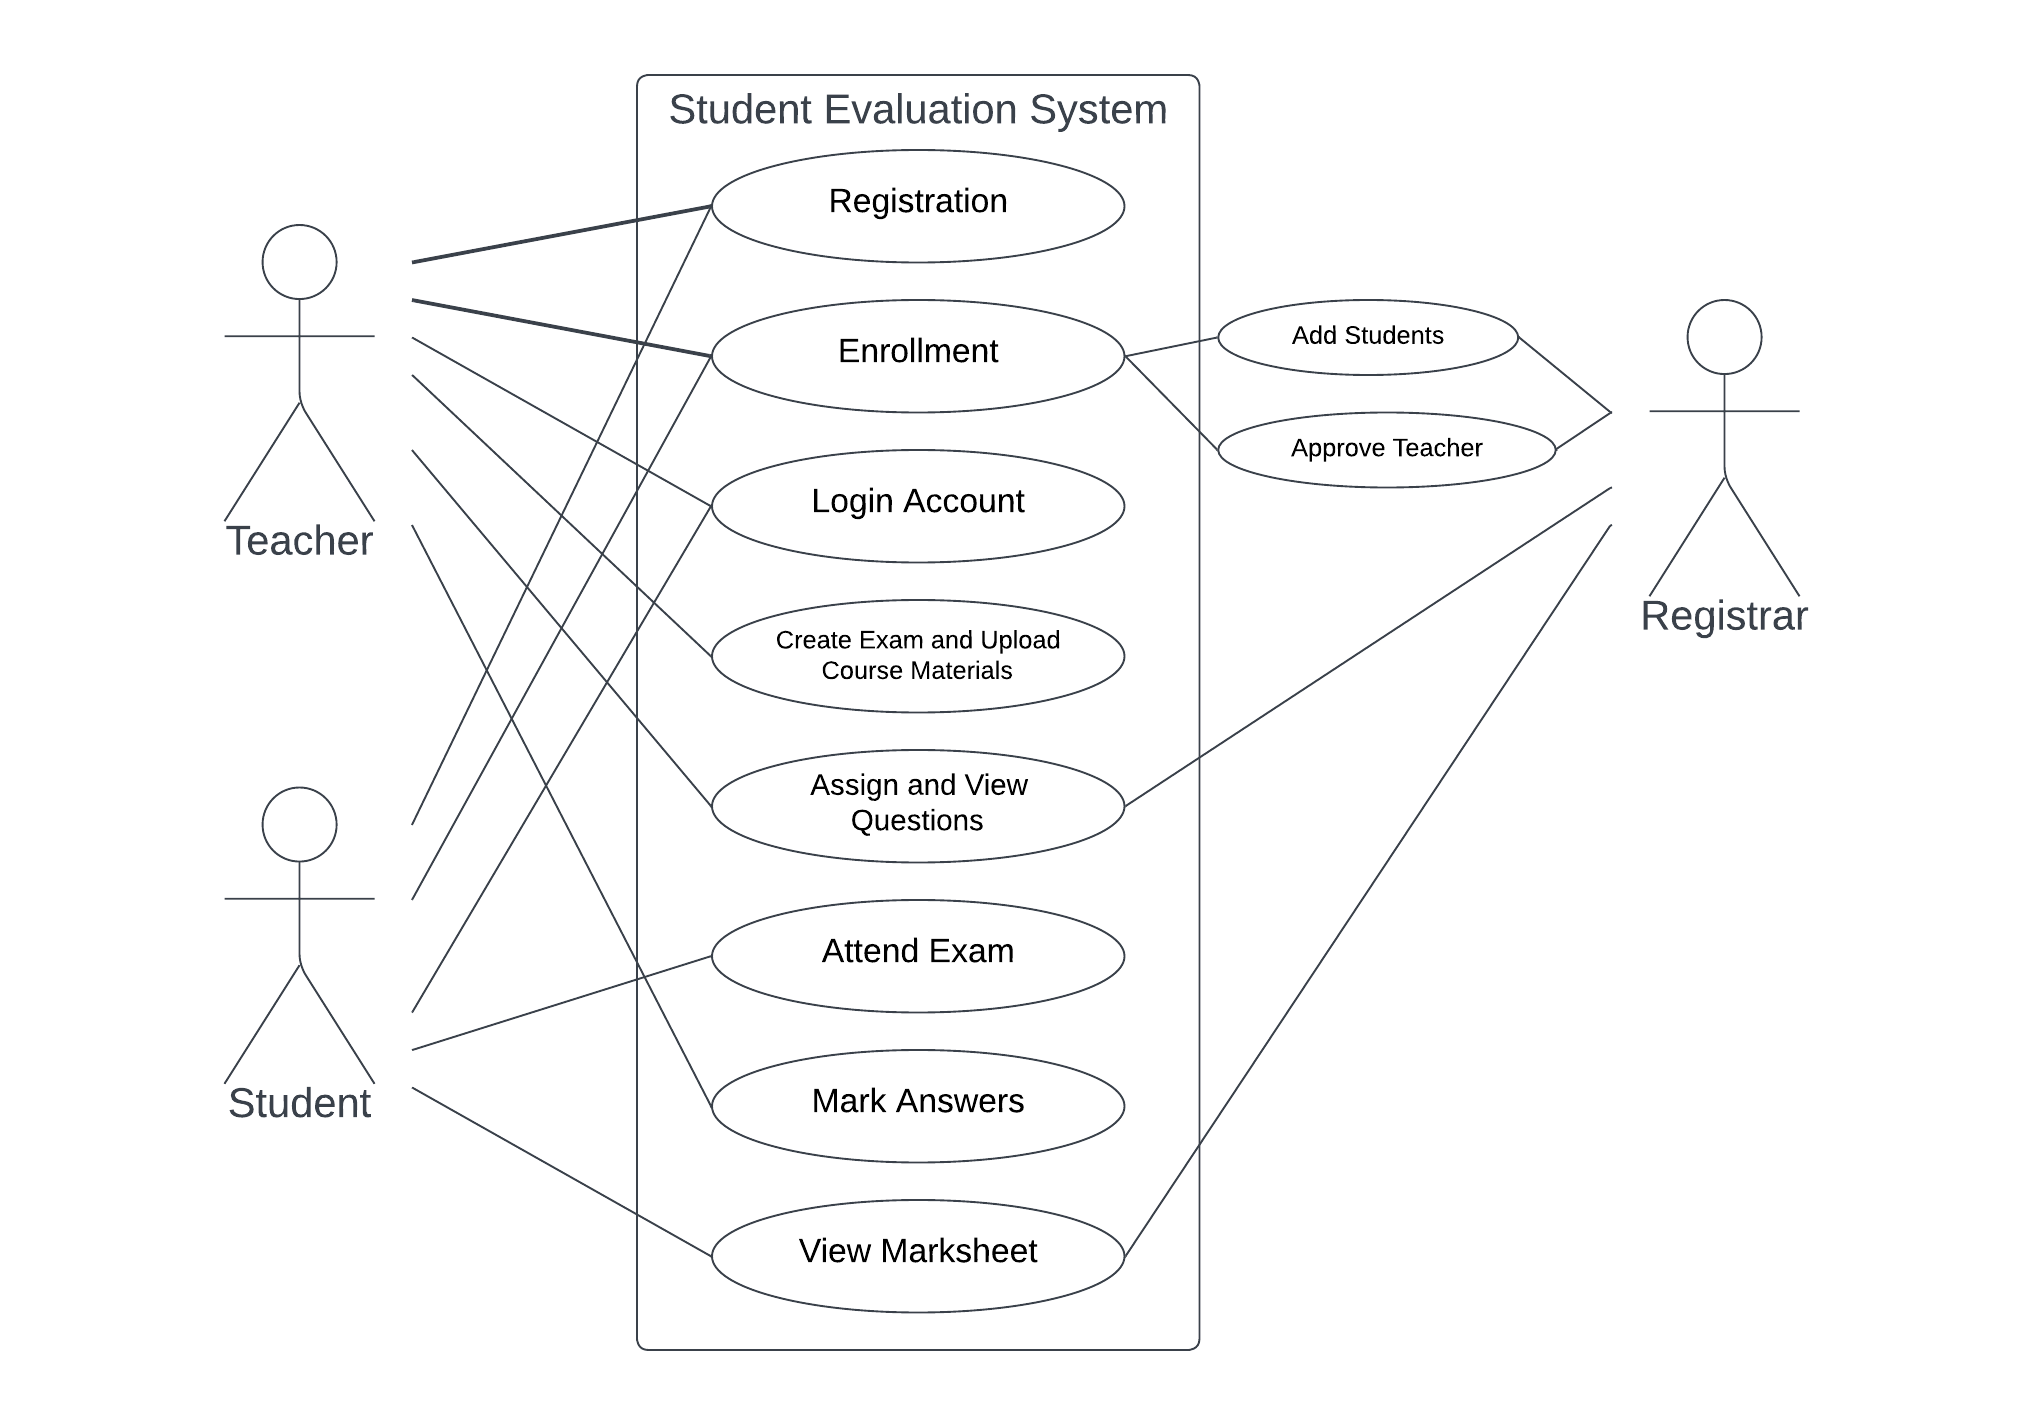 Student Evaluation System
Registration
Enrollment
Add Students
Approve Teacher
Login Account
Teacher
Create Exam and Upload
Course Materials
Registrar
Assign and View
Questions
Attend Exam
Student
Mark Answers
View Marksheet